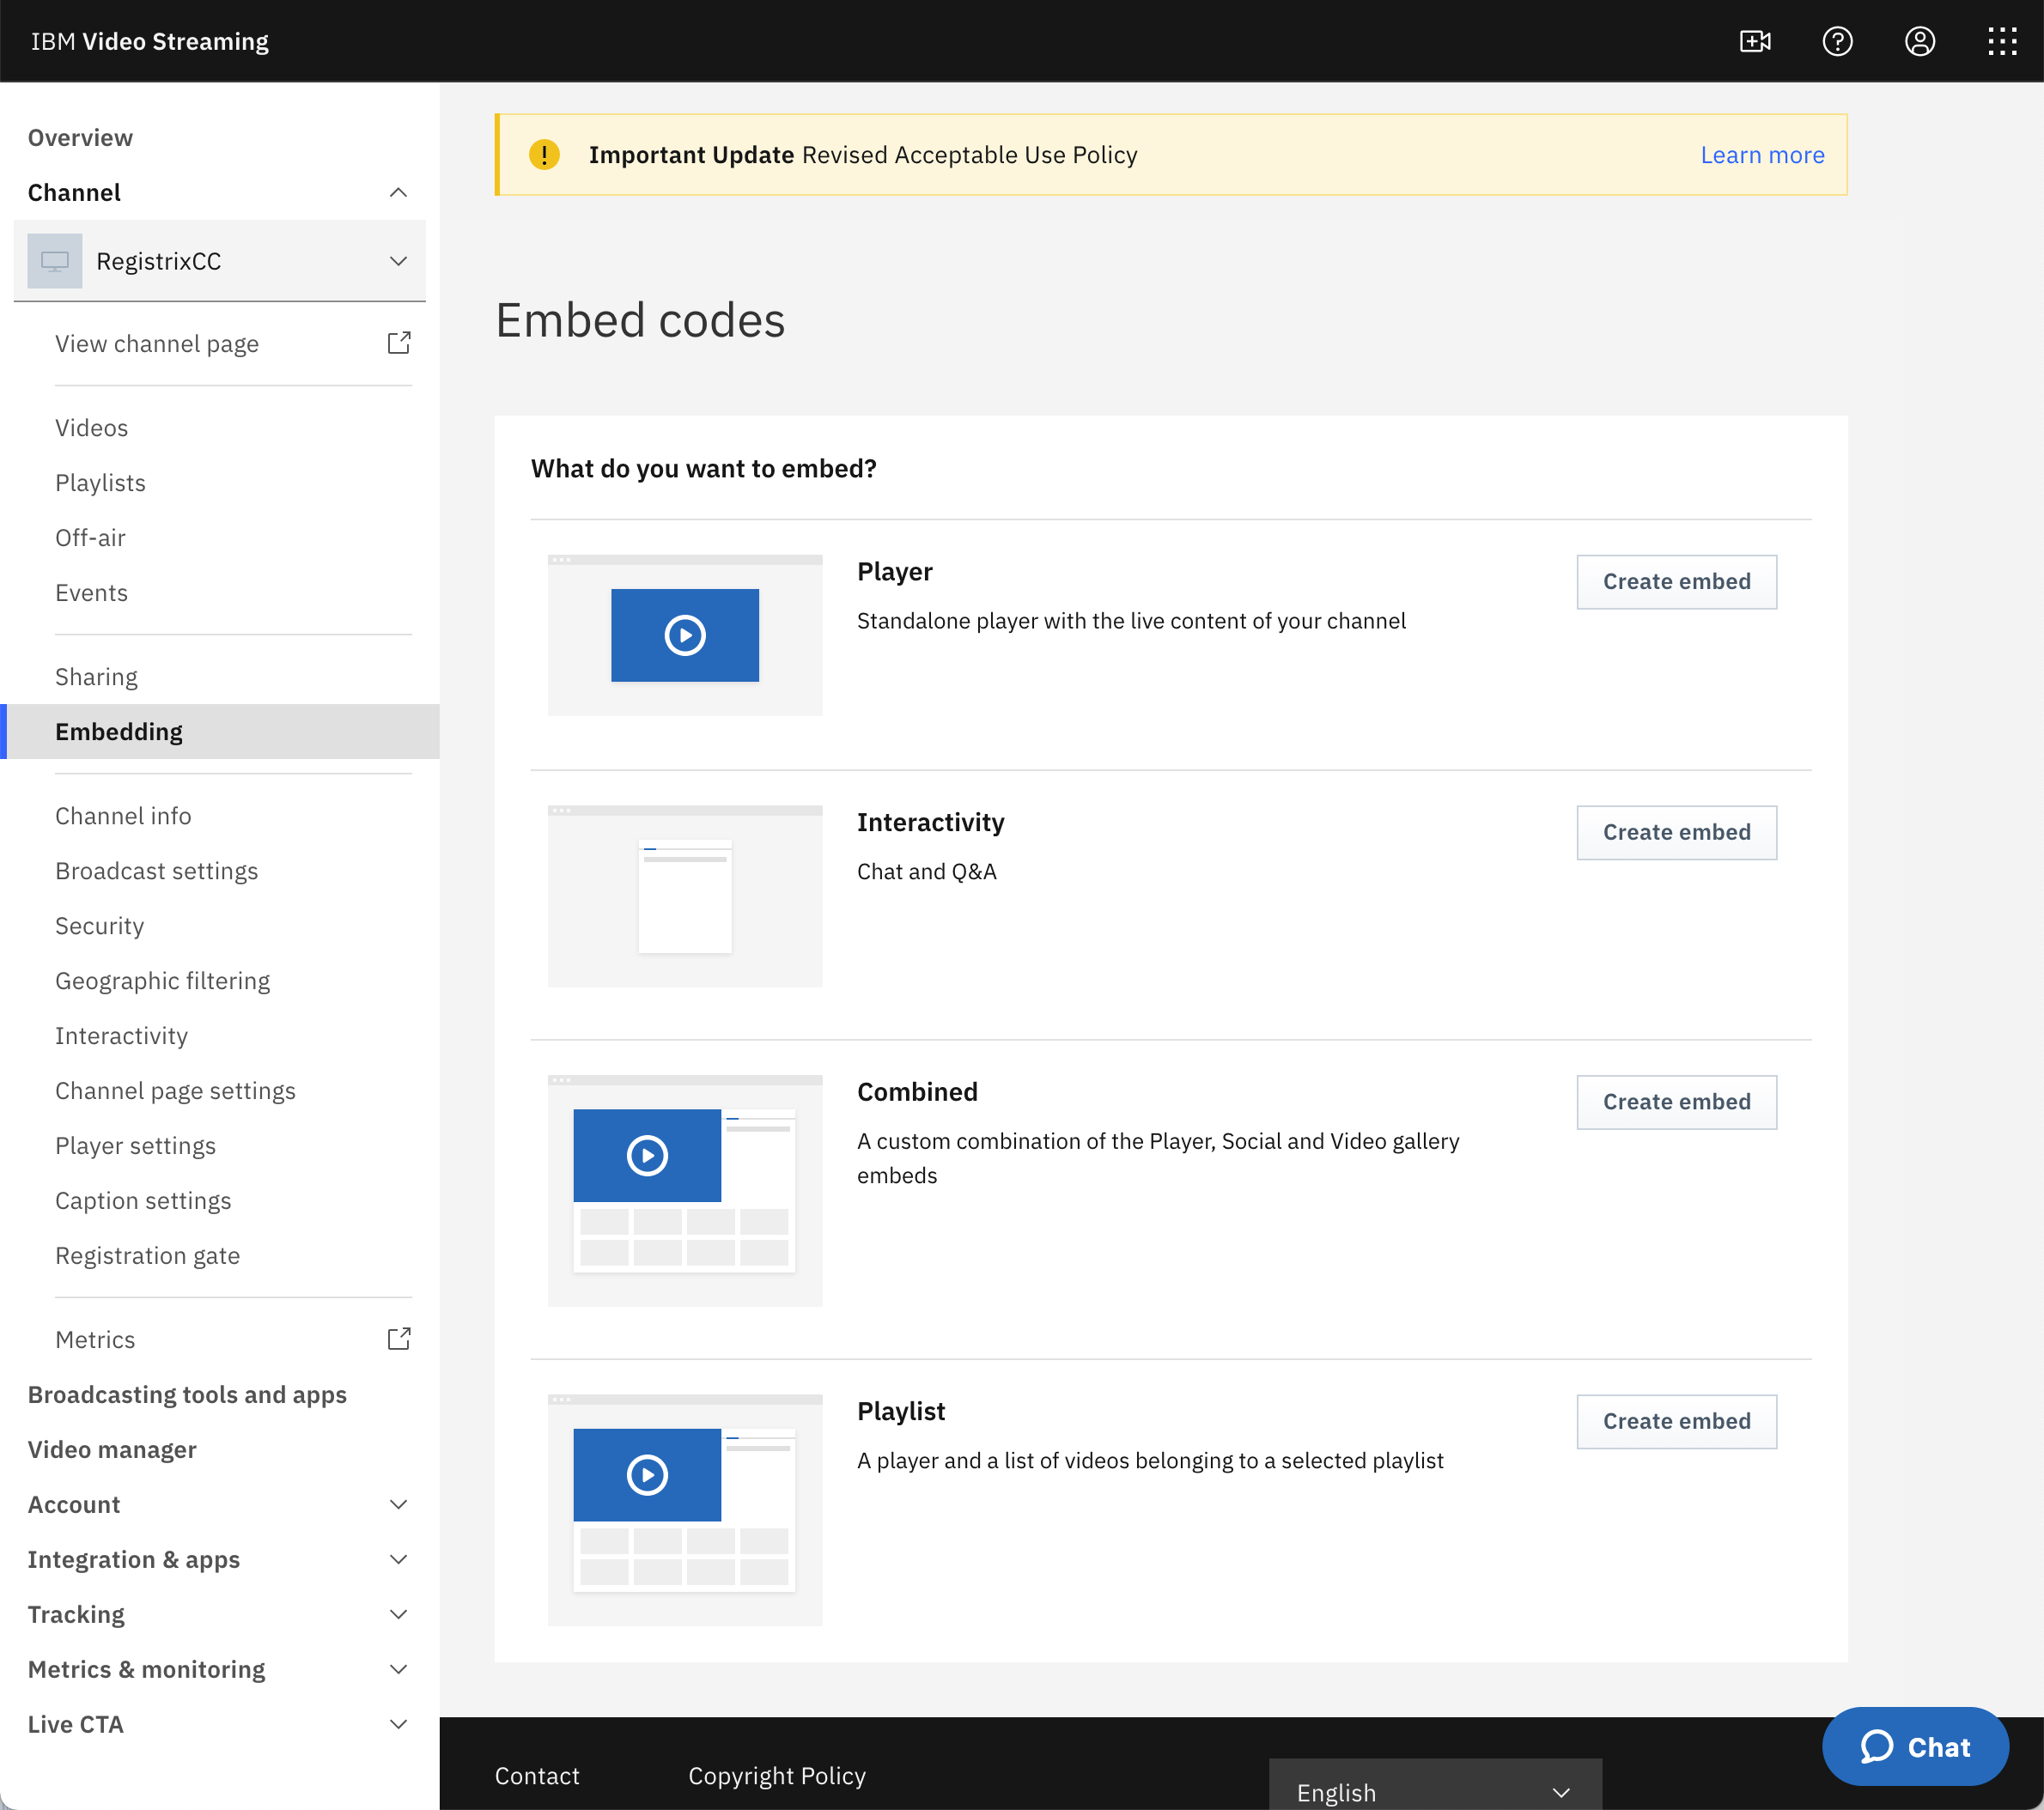 IBM Video Streaming
Overview
Channel
RegistrixCC
View channel page
Videos
Playlists
Off-air
Events
Sharing
Embedding
Channel info
Broadcast settings
Security
Geographic filtering
Interactivity
Channel page settings
Player settings
Caption settings
Registration gate
Metrics
Broadcasting tools and apps
Video manager
Account
Integration & apps
Tracking
Metrics & monitoring
Live CTA
Important Update Revised Acceptable Use Policy
Learn more
Embed codes
What do you want to embed?
Player
Standalone player with the live content of your channel
Create embed
Interactivity
Chat and Q&A
Create embed
Combined
A custom combination of the Player, Social and Video gallery
embeds
Create embed
Playlist
A player and a list of videos belonging to a selected playlist
Create embed
Contact
Copyright Policy
English
Chat